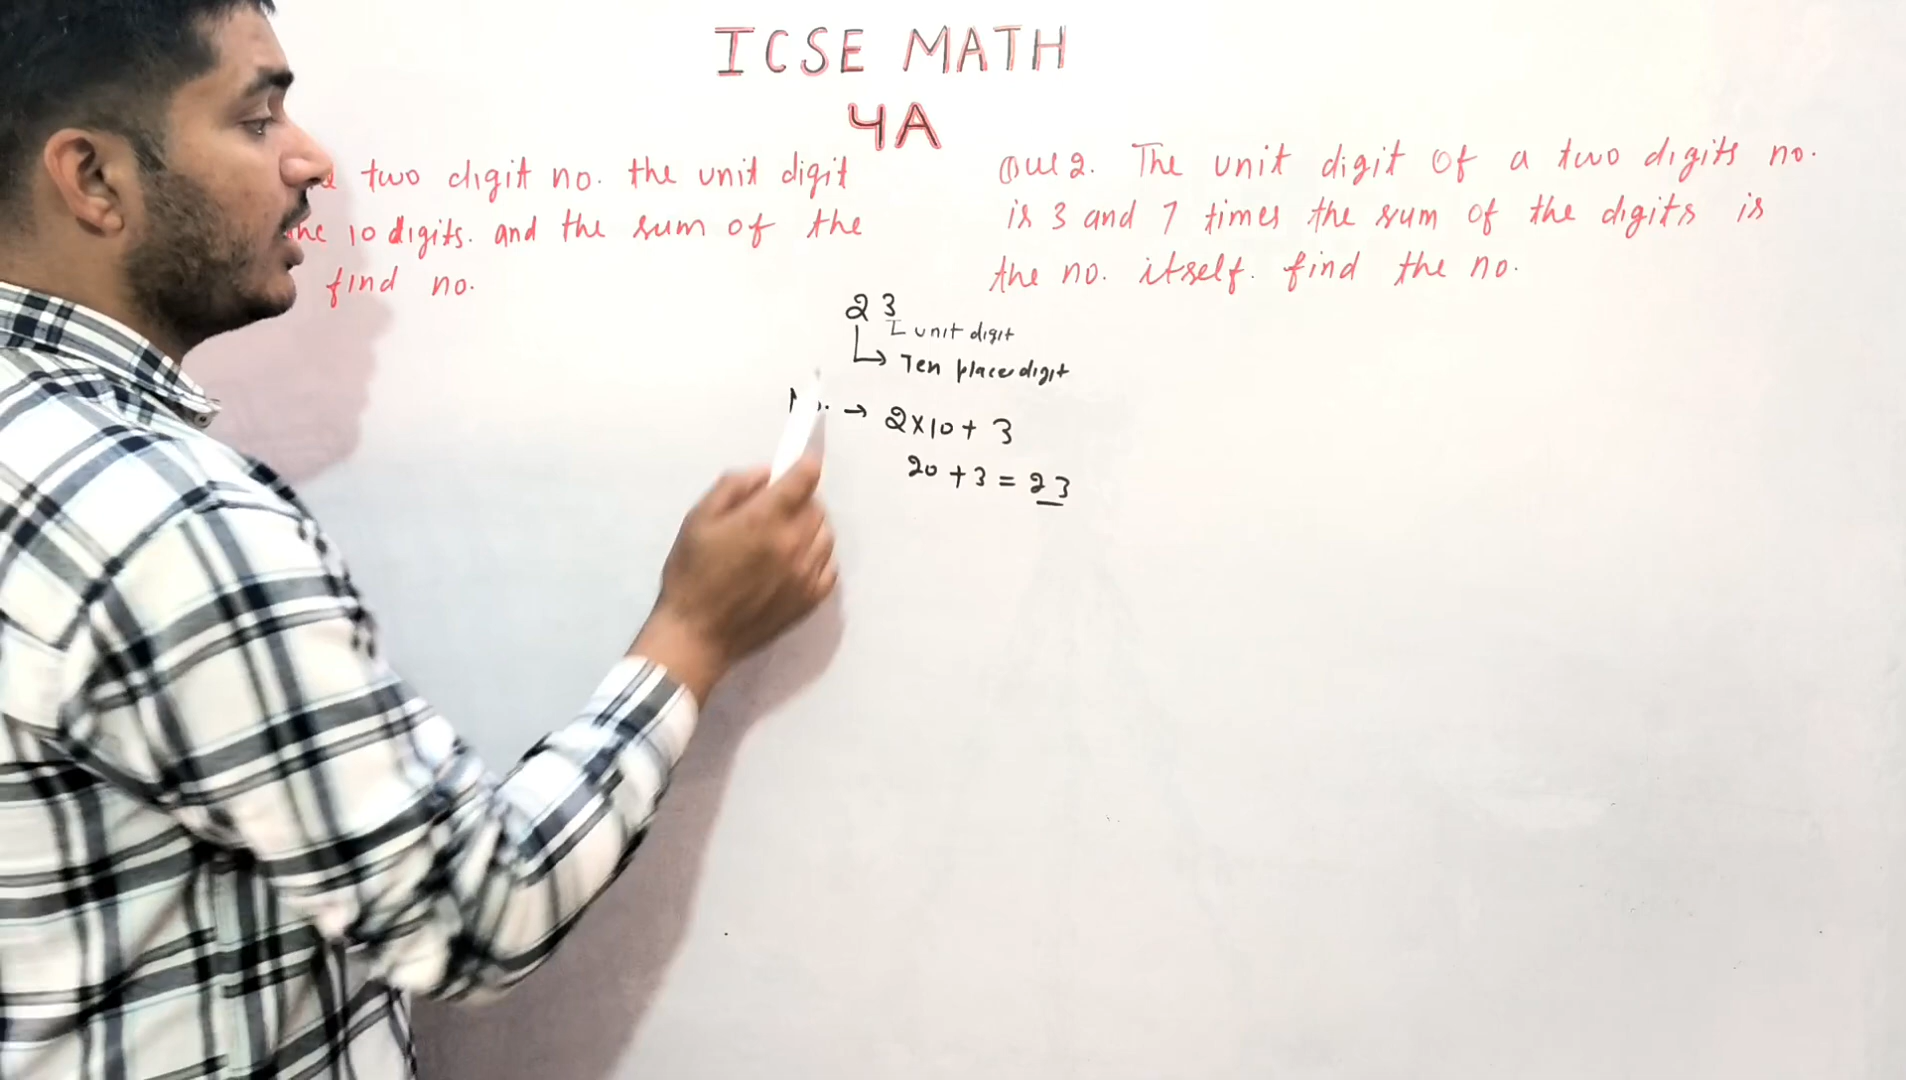 ICSE MATH
4A
two digit no. the unit digit
10 digits. and the sum of the
find no.
Que 2. The unit digit of a two digits no.
is 3 and 7 times the sum of the digits is
the no. itself. find the no.
23
unit digit
Ten place digit
→ 2×10+ 3
20 +3 = 23